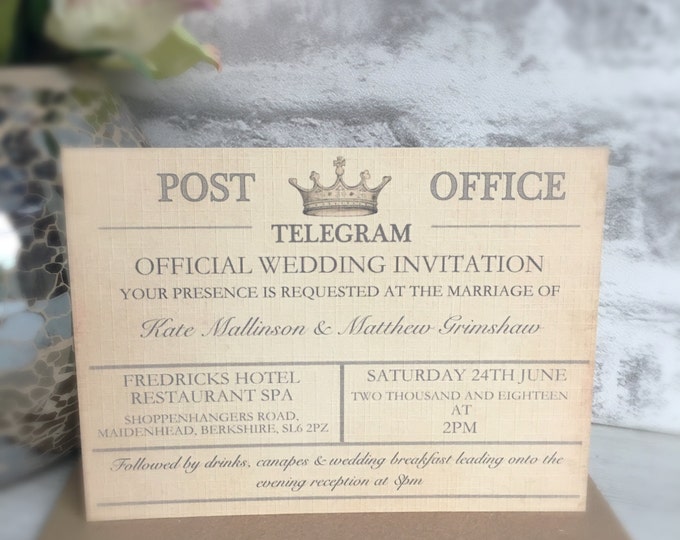 POST OFFICE
TELEGRAM
OFFICIAL WEDDING INVITATION
YOUR PRESENCE IS REQUESTED AT THE MARRIAGE OF
Kate Mallinson & Matthew Grimshaw
FREDRICKS HOTEL
RESTAURANT SPA
SHOPPENHANGERS ROAD,
MAIDENHEAD, BERKSHIRE, SL6 2PZ
SATURDAY 24TH JUNE
TWO THOUSAND AND EIGHTEEN
AT
2PM
Followed by drinks, canapes & wedding breakfast leading onto the
evening reception at 8pm